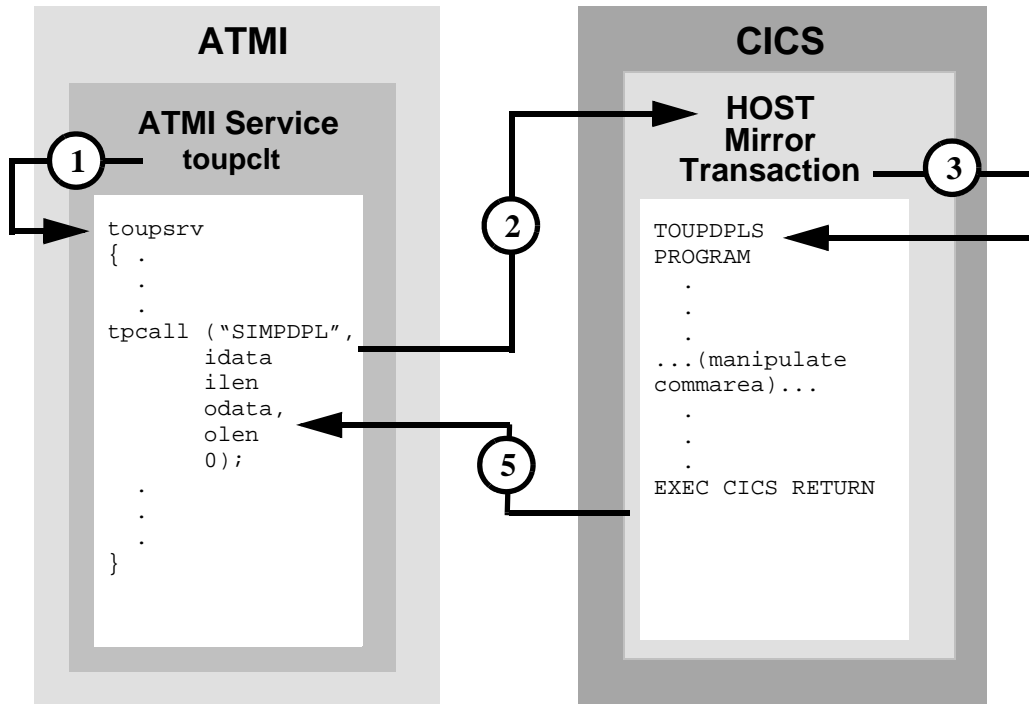 ATMI
ATMI Service
toupclt
1
toupsrv
{ .
.
.
tpcall (“SIMPDPL”,
idata
ilen
odata,
olen
0);
.
.
.
}
2
5
CICS
HOST
Mirror
Transaction
3
TOUPDPLS
PROGRAM
.
.
.
...(manipulate
commarea)...
.
.
.
EXEC CICS RETURN